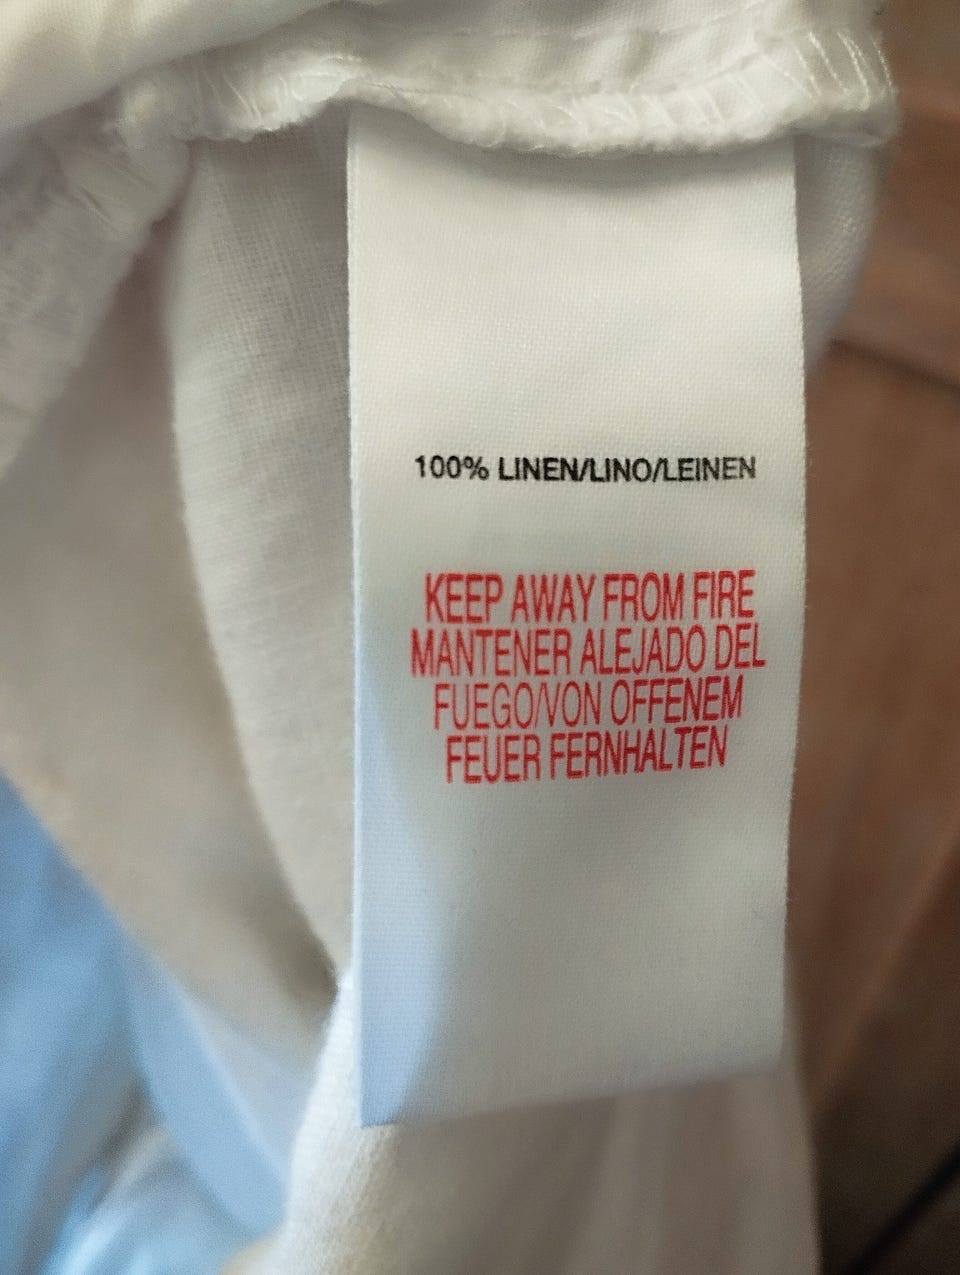 100% LINEN/LINO/LEINEN
KEEP AWAY FROM FIRE
MANTENER ALEJADO DEL
FUEGO/VON OFFENEM
FEUER FERNHALTEN